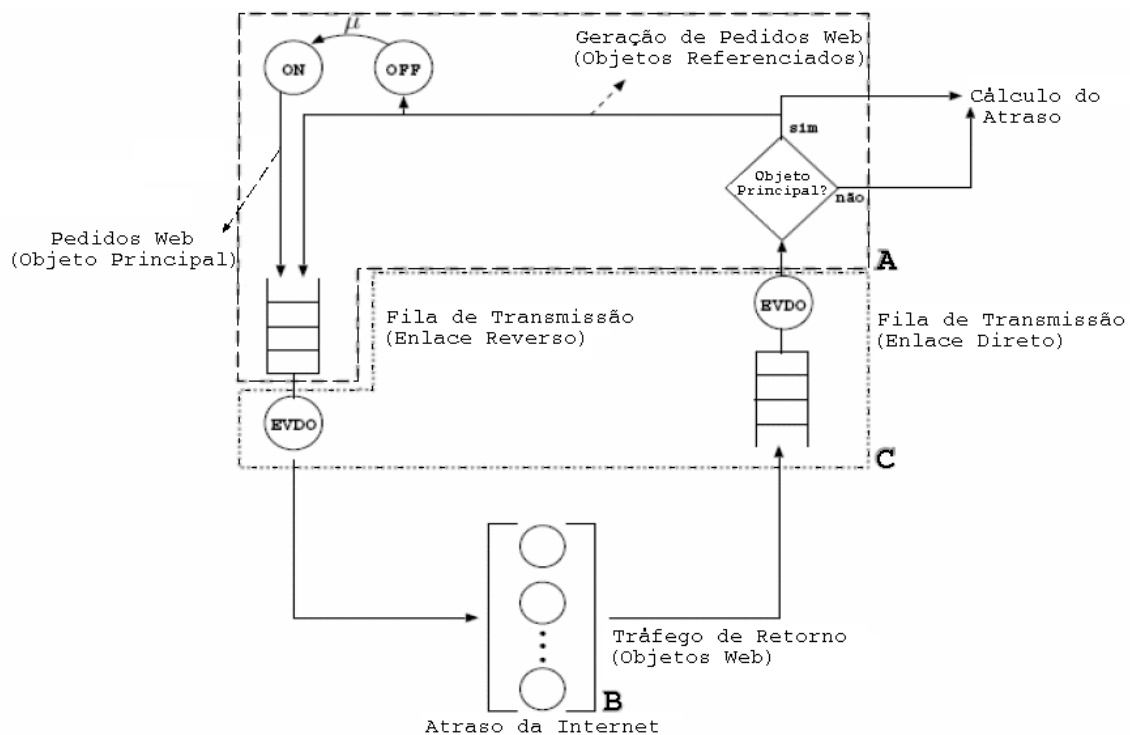 μ
ON
OFF
Geração de Pedidos Web
(Objetos Referenciados)
Cálculo do
Atraso
sim
Objeto
Principal?
não
Pedidos Web
(Objeto Principal)
A
EVDO
Fila de Transmissão
(Enlace Reverso)
Fila de Transmissão
(Enlace Direto)
EVDO
C
Tráfego de Retorno
(Objetos Web)
B
Atraso da Internet